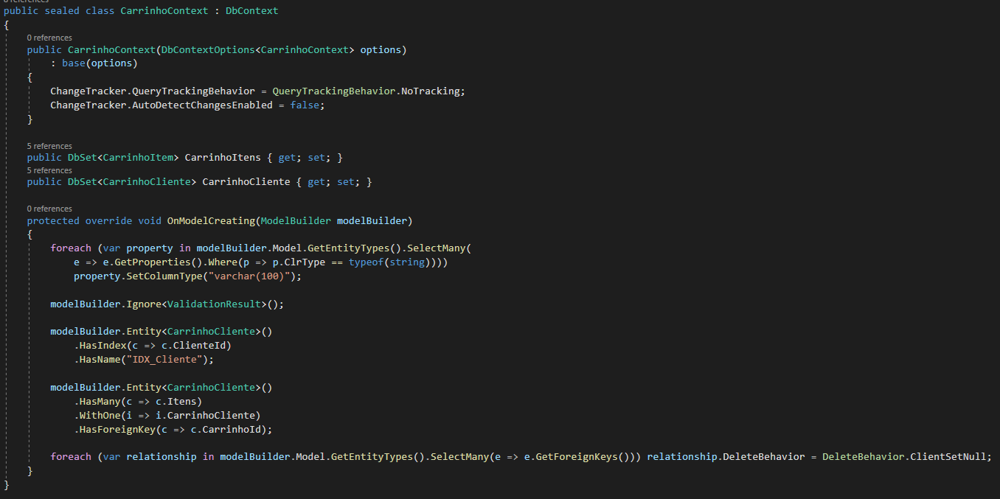 public sealed class CarrinhoContext : DbContext
{
0 references
public CarrinhoContext(DbContextOptions<CarrinhoContext> options)
: base(options)
{
ChangeTracker.QueryTrackingBehavior = QueryTrackingBehavior.NoTracking;
ChangeTracker.AutoDetectChangesEnabled = false;
}
5 references
public DbSet<CarrinhoItem> CarrinhoItens { get; set; }
5 references
public DbSet<CarrinhoCliente> CarrinhoCliente { get; set; }
0 references
protected override void OnModelCreating(ModelBuilder modelBuilder)
{
foreach (var property in modelBuilder.Model.GetEntityTypes().SelectMany(
e => e.GetProperties().Where(p => p.ClrType == typeof(string))))
property.SetColumnType("varchar(100)");
modelBuilder.Ignore<ValidationResult>();
modelBuilder.Entity<CarrinhoCliente>()
.HasIndex(c => c.ClienteId)
.HasName("IDX_Cliente");
modelBuilder.Entity<CarrinhoCliente>()
.HasMany(c => c.Itens)
.WithOne(i => i.CarrinhoCliente)
.HasForeignKey(c => c.CarrinhoId);
foreach (var relationship in modelBuilder.Model.GetEntityTypes().SelectMany(e => e.GetForeignKeys())) relationship.DeleteBehavior = DeleteBehavior.ClientSetNull;
}
}